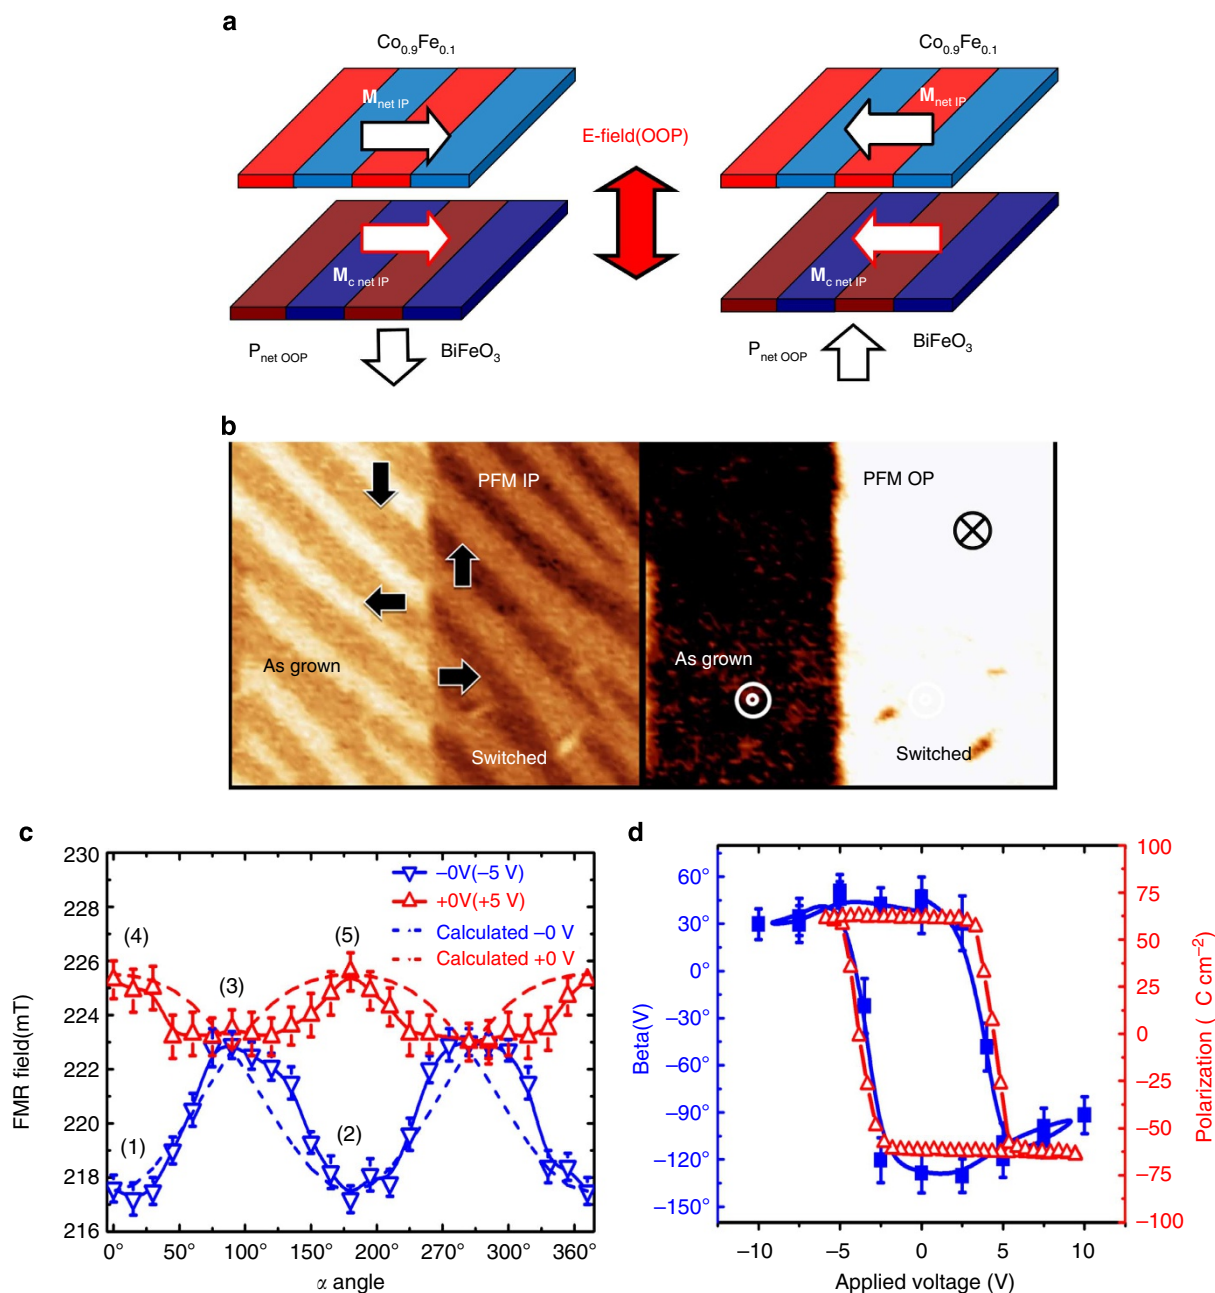 a
Co0.9Fe0.1
Co0.9Fe0.1
Mnet IP
Mnet IP
E-field(OOP)
Mc net IP
Mc net IP
Pnet OOP
BiFeO3
Pnet OOP
BiFeO3
b
PFM IP
PFM OP
As grown
As grown
Switched
Switched
c
230
228
226
224
222
220
218
216
FMR field(mT)
−0V(−5 V)
+0V(+5 V)
Calculated −0 V
Calculated +0 V
(4)
(5)
(3)
(1)
(2)
0° 50° 100° 200° 270° 300° 360°
α angle
d
60°
30°
0°
−30°
−60°
−90°
−120°
−150°
Beta(V)
100
75
50
25
0
−25
−50
−75
−100
Polarization ( C cm−2)
−10 −5 0 5 10
Applied voltage (V)